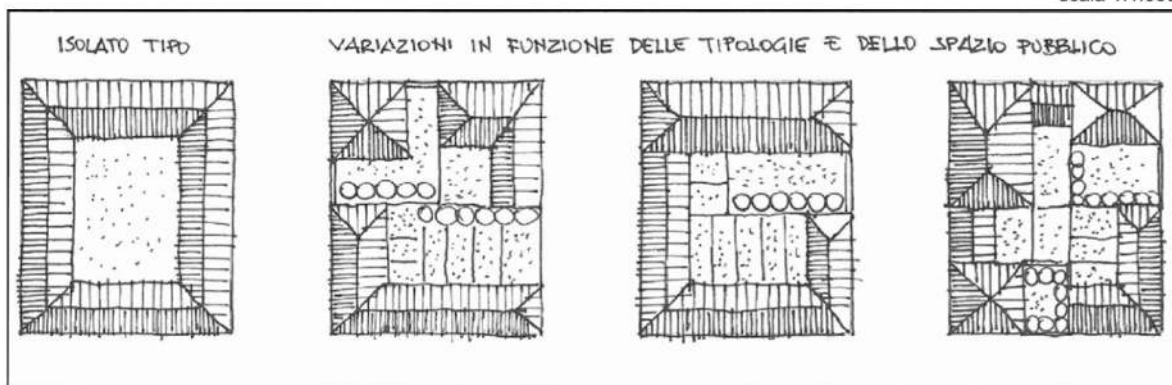 ISOLATO TIPO
VARIAZIONI IN FUNZIONE DELLE TIPOLOGIE E DELLO SPAZIO PUBBLICO